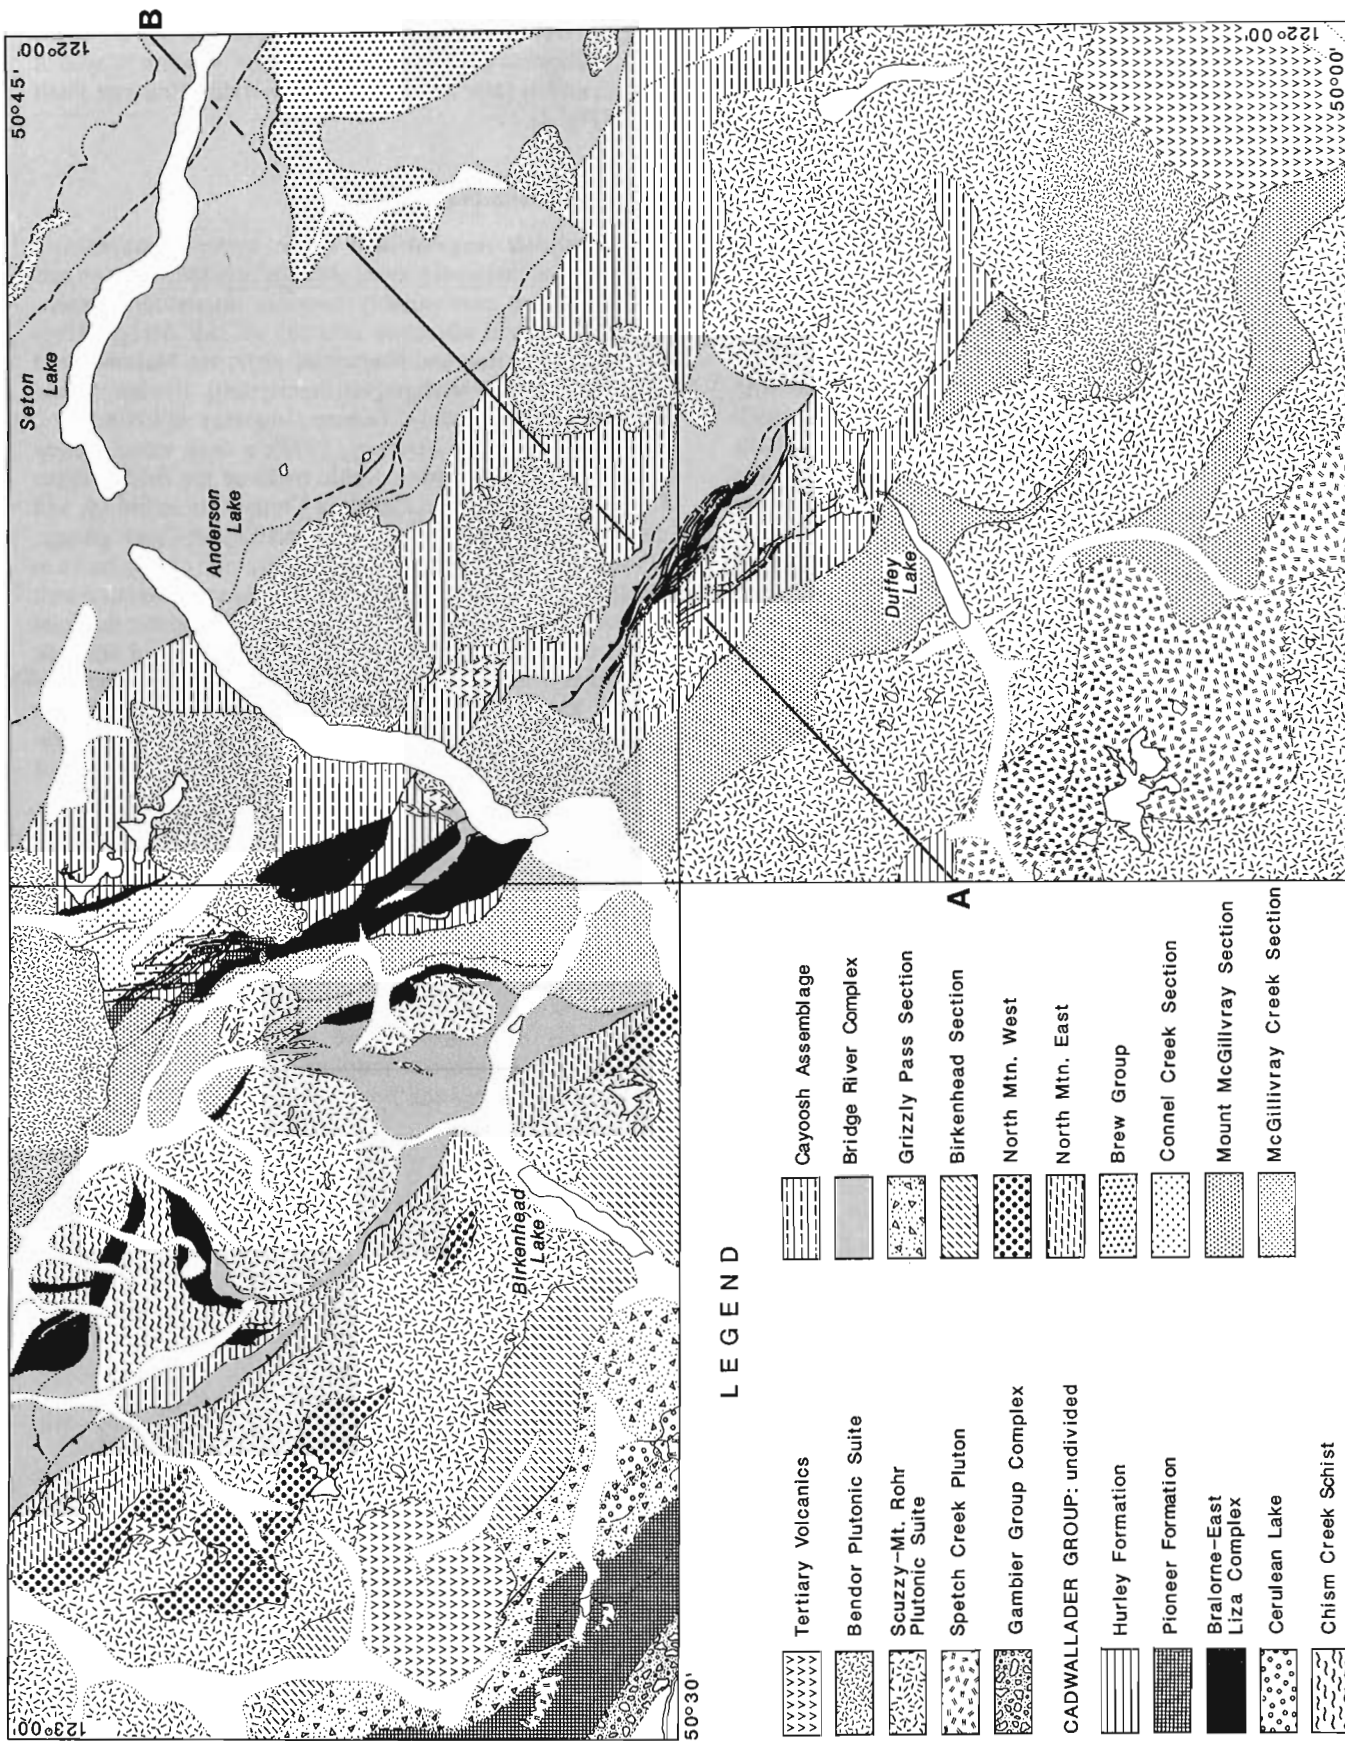 123°00'
50°45'
122°00'
B
Seton
Lake
Anderson
Lake
Birkenhead
Lake
Duffey
Lake
50°30'
A
50°00'
122°00'
LEGEND
Tertiary Volcanics
Bendor Plutonic Suite
Scuzzy-Mt. Rohr
Plutonic Suite
Spetch Creek Pluton
Gambier Group Complex
CADWALLADER GROUP: undivided
Hurley Formation
Pioneer Formation
Bralorne-East
Liza Complex
Cerulean Lake
Chism Creek Schist
Cayoosh Assemblage
Bridge River Complex
Grizzly Pass Section
Birkenhead Section
North Mtn. West
North Mtn. East
Brew Group
Connel Creek Section
Mount McGillivray Section
McGillivray Creek Section